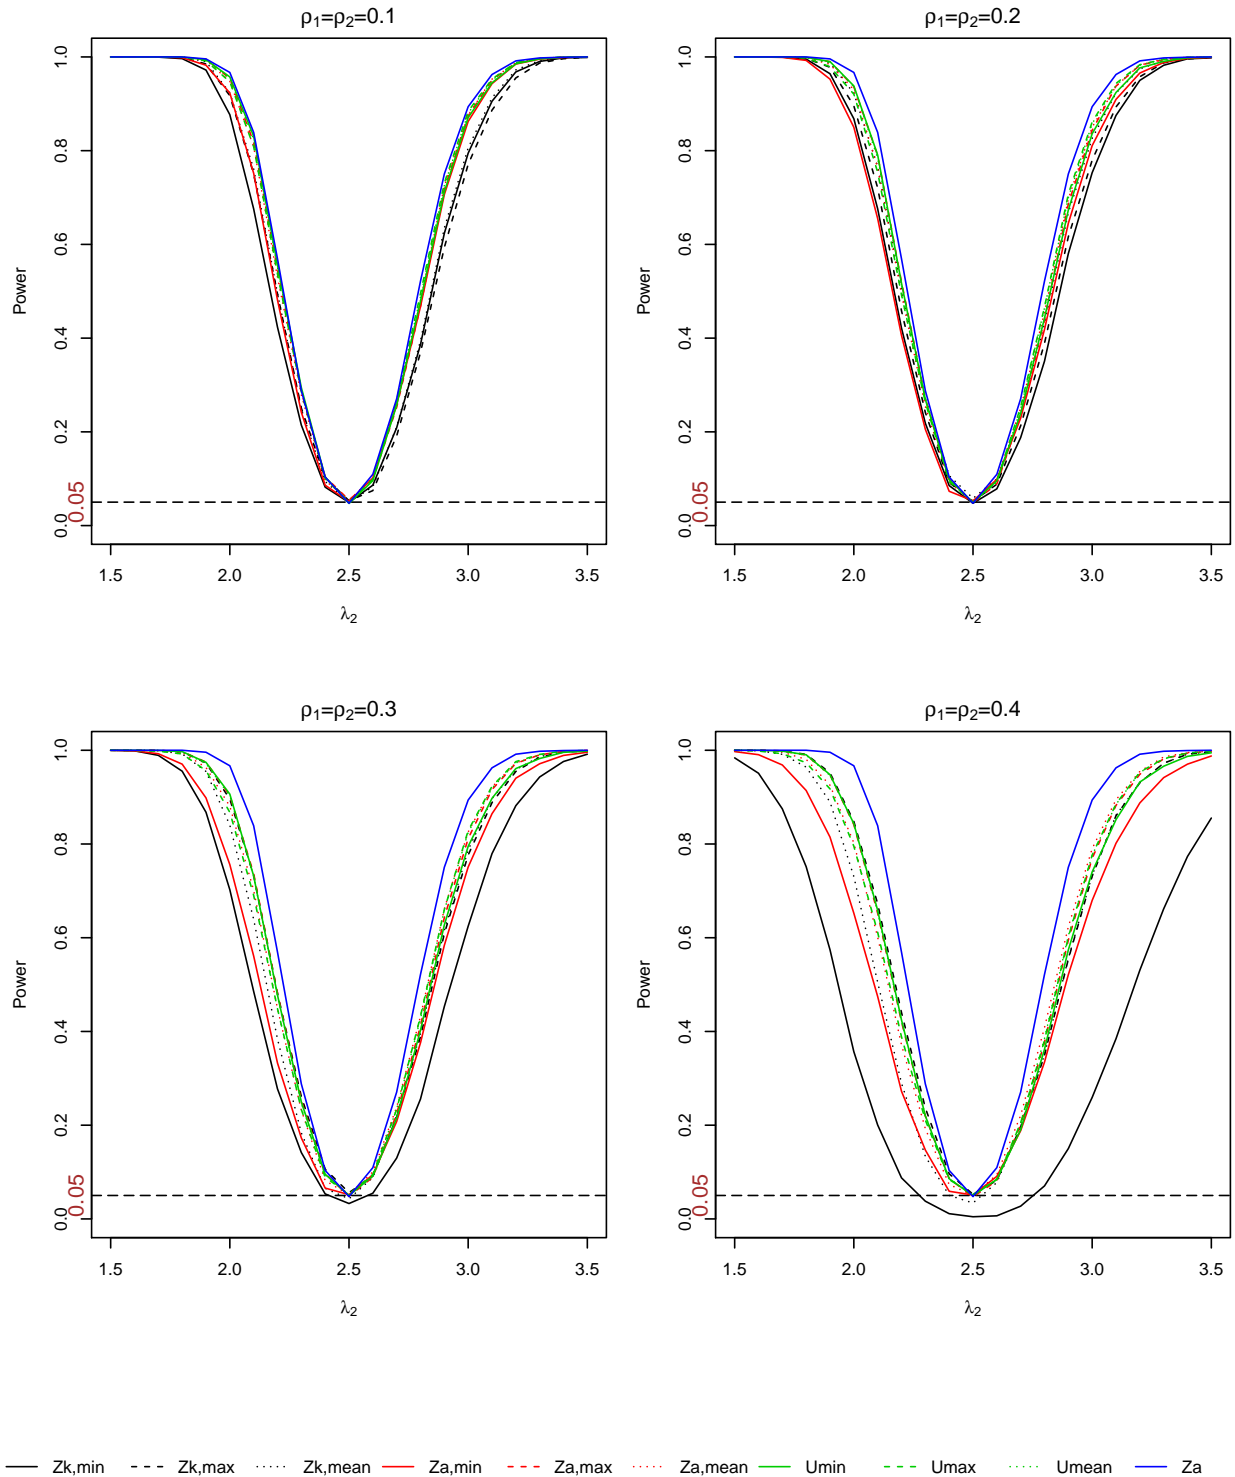 ρ₁=ρ₂=0.1
Power
0.0 0.2 0.4 0.6 0.8 1.0
0.05
1.5 2.0 2.5 3.0 3.5
λ₂
ρ₁=ρ₂=0.2
Power
0.0 0.2 0.4 0.6 0.8 1.0
0.05
1.5 2.0 2.5 3.0 3.5
λ₂
ρ₁=ρ₂=0.3
Power
0.0 0.2 0.4 0.6 0.8 1.0
0.05
1.5 2.0 2.5 3.0 3.5
λ₂
ρ₁=ρ₂=0.4
Power
0.0 0.2 0.4 0.6 0.8 1.0
0.05
1.5 2.0 2.5 3.0 3.5
λ₂
Zk,min Zk,max Zk,mean Za,min Za,max Za,mean Umin Umax Umean Za